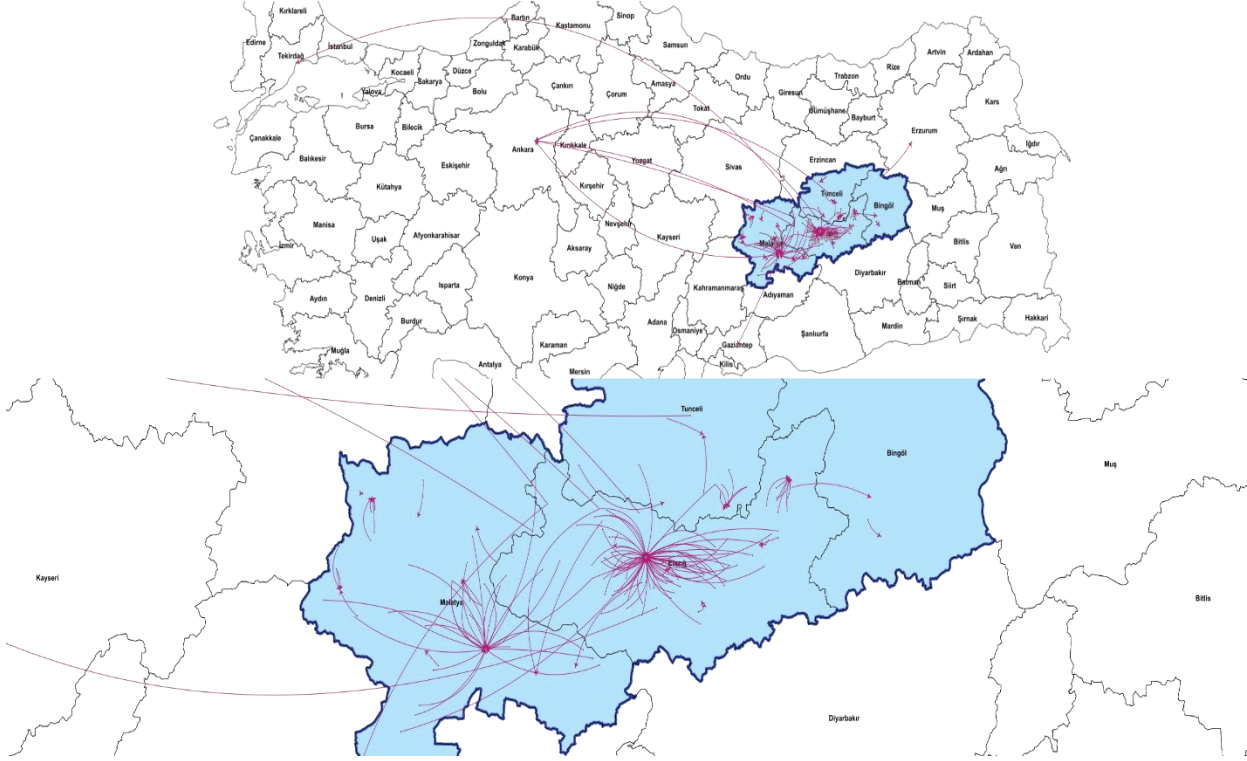 Kırklareli
Edirne
Tekirdağ
İstanbul
Kocaeli
Yalova
Sakarya
Düzce
Zonguldak
Bartın
Karabük
Kastamonu
Sinop
Samsun
Bolu
Çankırı
Çorum
Amasya
Tokat
Ordu
Giresun
Trabzon
Gümüşhane
Bayburt
Rize
Artvin
Ardahan
Kars
Iğdır
Erzurum
Ağrı
Çanakkale
Balıkesir
Bursa
Bilecik
Eskişehir
Ankara
Kırıkkale
Yozgat
Sivas
Erzincan
Tunceli
Bingöl
Muş
Bitlis
Van
Kütahya
Kırşehir
Nevşehir
Kayseri
Malatya
Manisa
İzmir
Uşak
Afyonkarahisar
Aksaray
Konya
Niğde
Kahramanmaraş
Adıyaman
Diyarbakır
Batman
Siirt
Şırnak
Hakkari
Mardin
Şanlıurfa
Aydın
Denizli
Isparta
Burdur
Muğla
Antalya
Karaman
Mersin
Adana
Osmaniye
Gaziantep
Kilis
Tunceli
Bingöl
Muş
Kayseri
Malatya
Elazığ
Bitlis
Diyarbakır